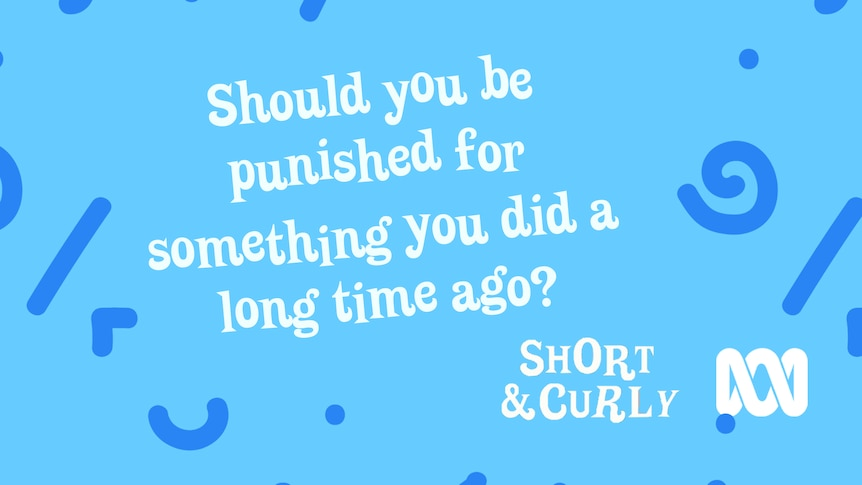 Should you be
punished for
something you did a
long time ago?
SHORT
&CURLY